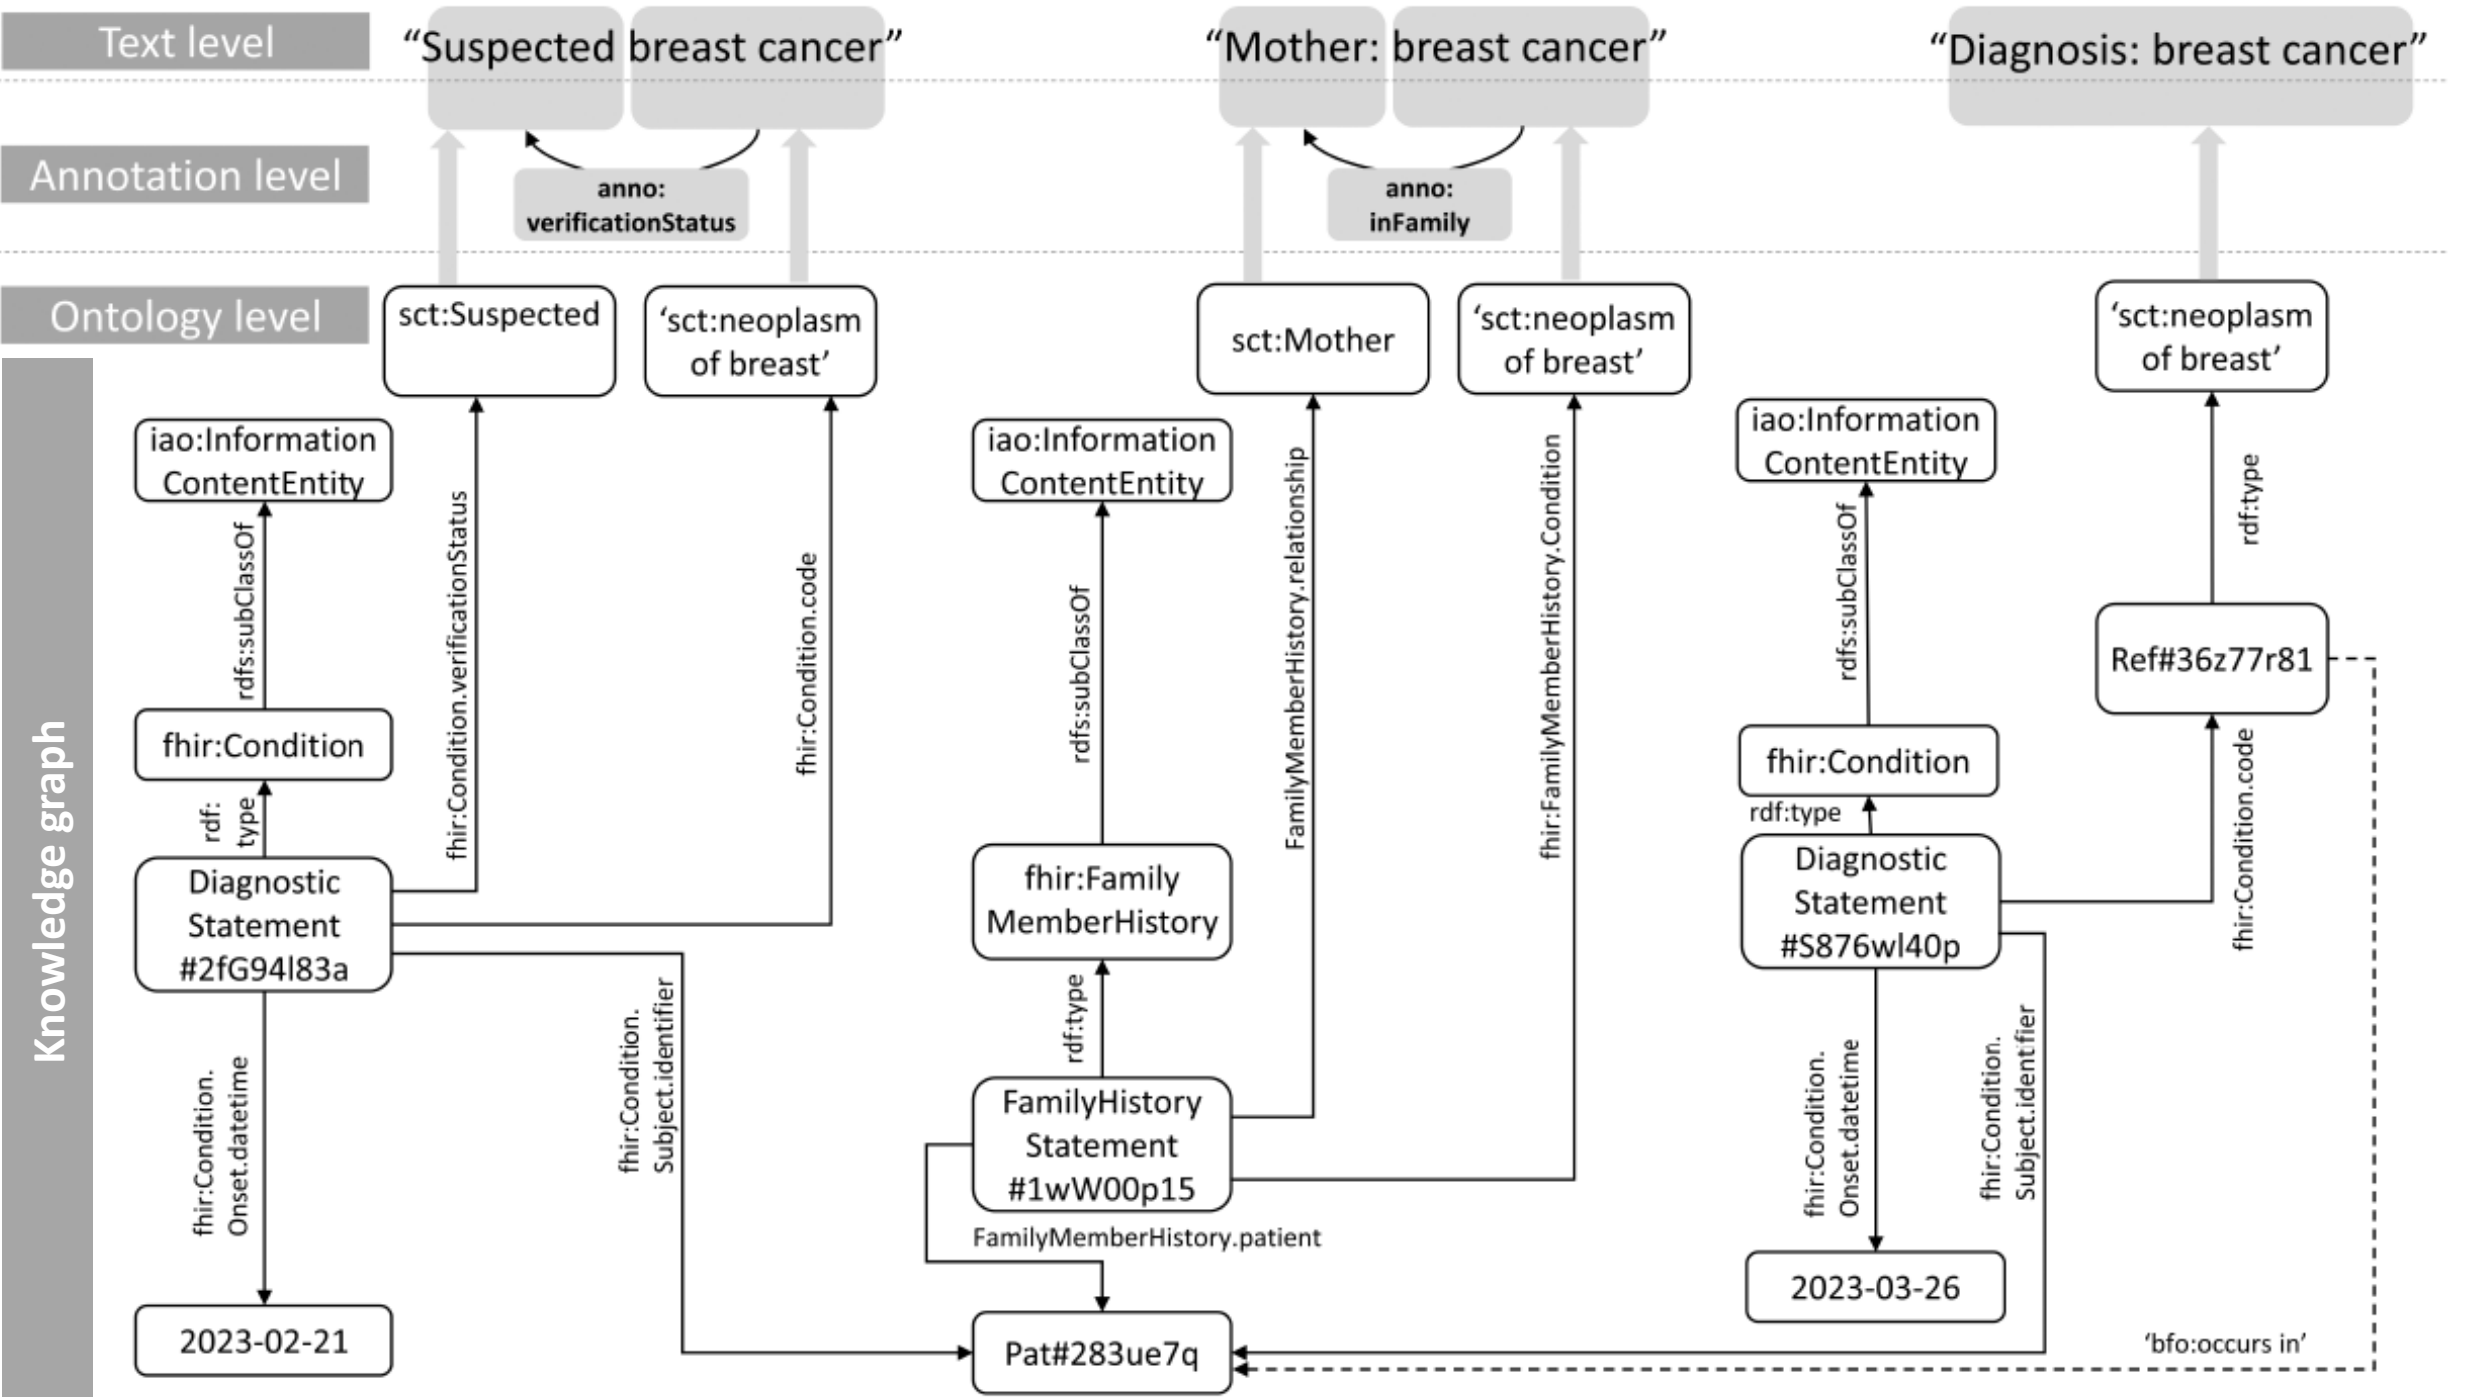 Text level
“Suspected breast cancer”
“Mother: breast cancer”
“Diagnosis: breast cancer”
Annotation level
anno:
verificationStatus
anno:
inFamily
Ontology level
sct:Suspected
‘sct:neoplasm
of breast’
sct:Mother
‘sct:neoplasm
of breast’
‘sct:neoplasm
of breast’
Knowledge graph
iao:Information
ContentEntity
rdfs:subClassOf
fhir:Condition
rdf:
type
Diagnostic
Statement
#2fG94l83a
fhir:Condition.verificationStatus
fhir:Condition.code
fhir:Condition.
Onset.datetime
fhir:Condition.
Subject.identifier
2023-02-21
iao:Information
ContentEntity
rdfs:subClassOf
fhir:Family
MemberHistory
rdf:type
FamilyHistory
Statement
#1wW00p15
FamilyMemberHistory.relationship
fhir:FamilyMemberHistory.Condition
FamilyMemberHistory.patient
Pat#283ue7q
iao:Information
ContentEntity
rdfs:subClassOf
fhir:Condition
rdf:type
Diagnostic
Statement
#S876wl40p
rdf:type
Ref#36z77r81
fhir:Condition.code
fhir:Condition.
Onset.datetime
fhir:Condition.
Subject.identifier
2023-03-26
‘bfo:occurs in’